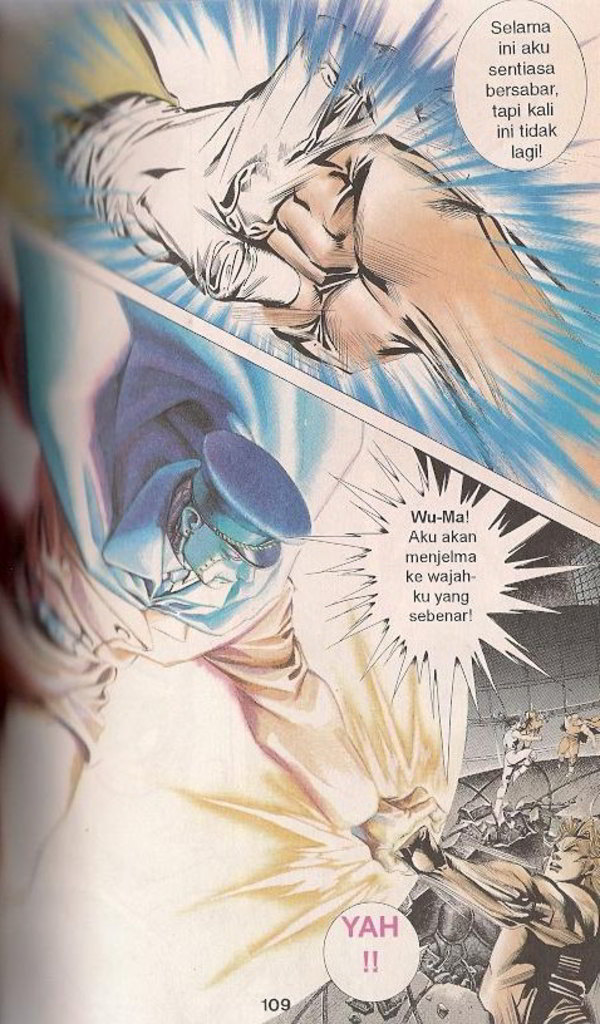 Selama
ini aku
sentiasa
bersabar,
tapi kali
ini tidak
lagi!
Wu-Ma!
Aku akan
menjelma
ke wajah-
ku yang
sebenar!
YAH
!!
109